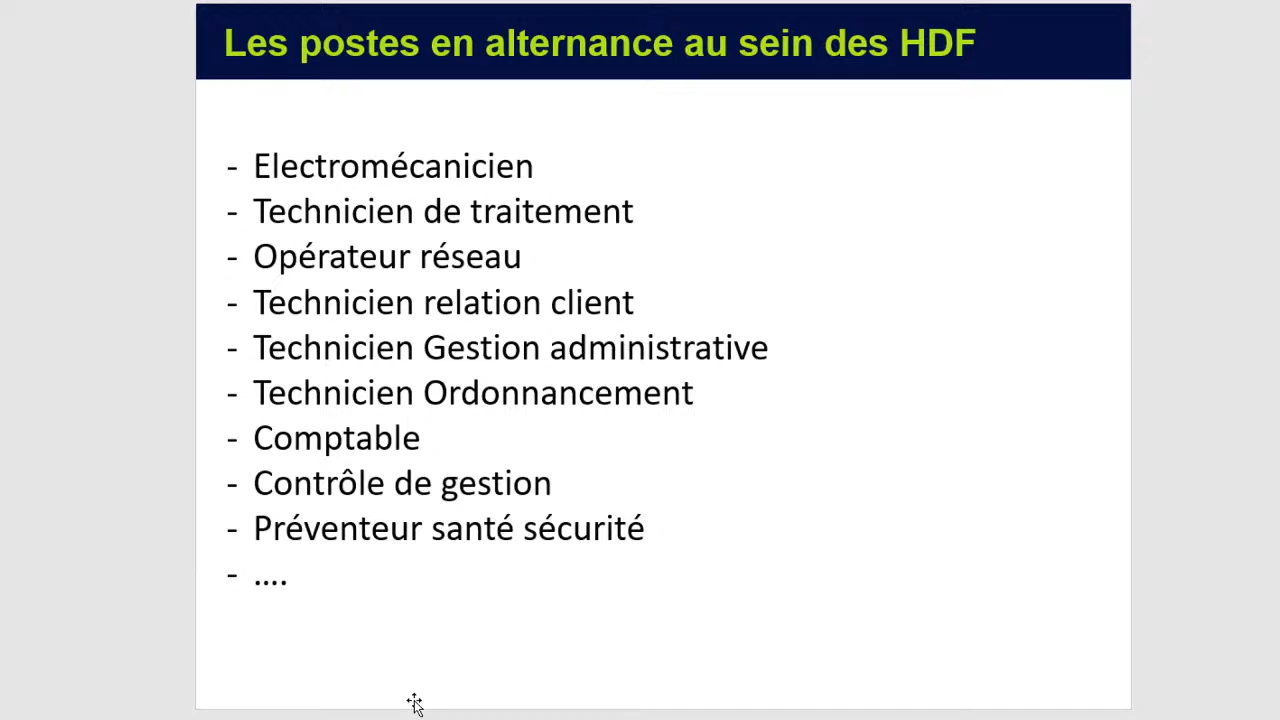 Les postes en alternance au sein des HDF
- Electromécanicien
- Technicien de traitement
- Opérateur réseau
- Technicien relation client
- Technicien Gestion administrative
- Technicien Ordonnancement
- Comptable
- Contrôle de gestion
- Préventeur santé sécurité
- ....